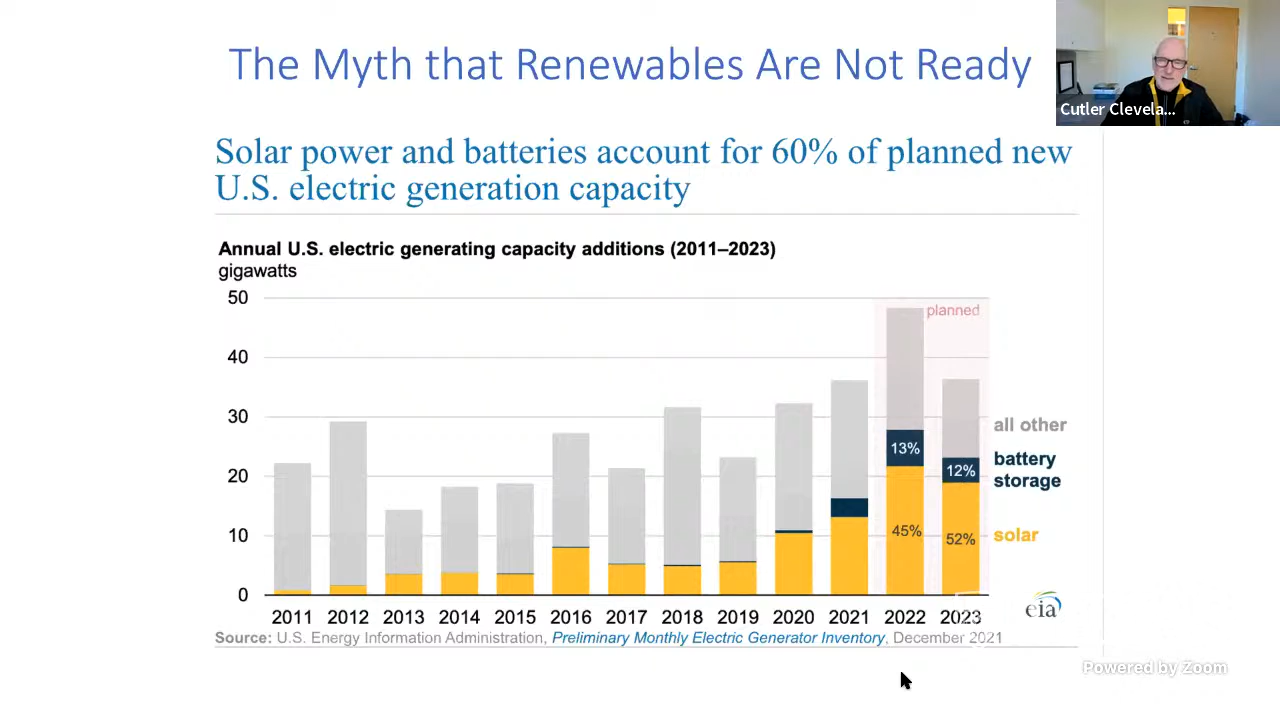 The Myth that Renewables Are Not Ready
Cutler Clevela...
Solar power and batteries account for 60% of planned new
U.S. electric generation capacity
Annual U.S. electric generating capacity additions (2011–2023)
gigawatts
50
planned
40
30
all other
13%
battery
12%
storage
20
45%
52%
solar
10
0
2011 2012 2013 2014 2015 2016 2017 2018 2019 2020 2021 2022 2023
eia
Source: U.S. Energy Information Administration, Preliminary Monthly Electric Generator Inventory, December 2021
Powered by Zoom